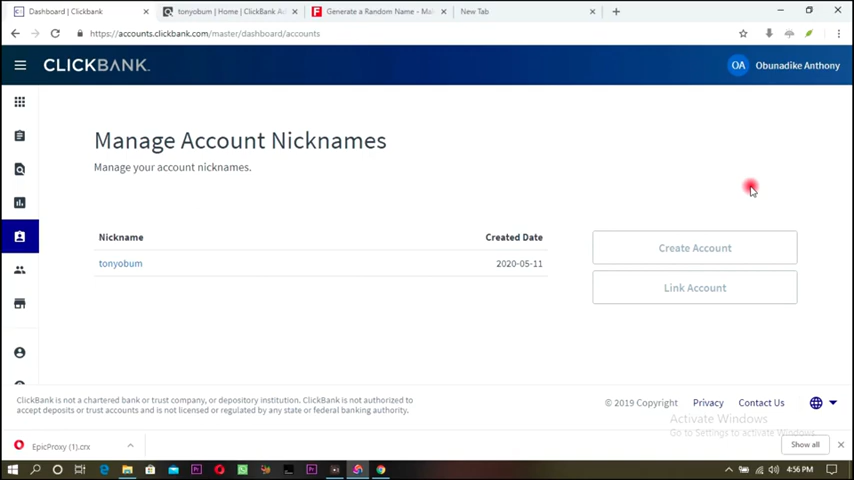 Dashboard | Clickbank
tonyobum | Home | ClickBank A
Generate a Random Name - Ma
New Tab
https://accounts.clickbank.com/master/dashboard/accounts
CLICKBANK.
OA
Obunadike Anthony
Manage Account Nicknames
Manage your account nicknames.
Nickname
Created Date
tonyobum
2020-05-11
Create Account
Link Account
ClickBank is not a chartered bank or trust company, or depository institution. ClickBank is not authorized to
accept deposits or trust accounts and is not licensed or regulated by any state or federal banking authority.
© 2019 Copyright
Privacy
Contact Us
Activate Windows
Go to Settings to activate Windows.
EpicProxy (1).crx
Show all
4:56 PM